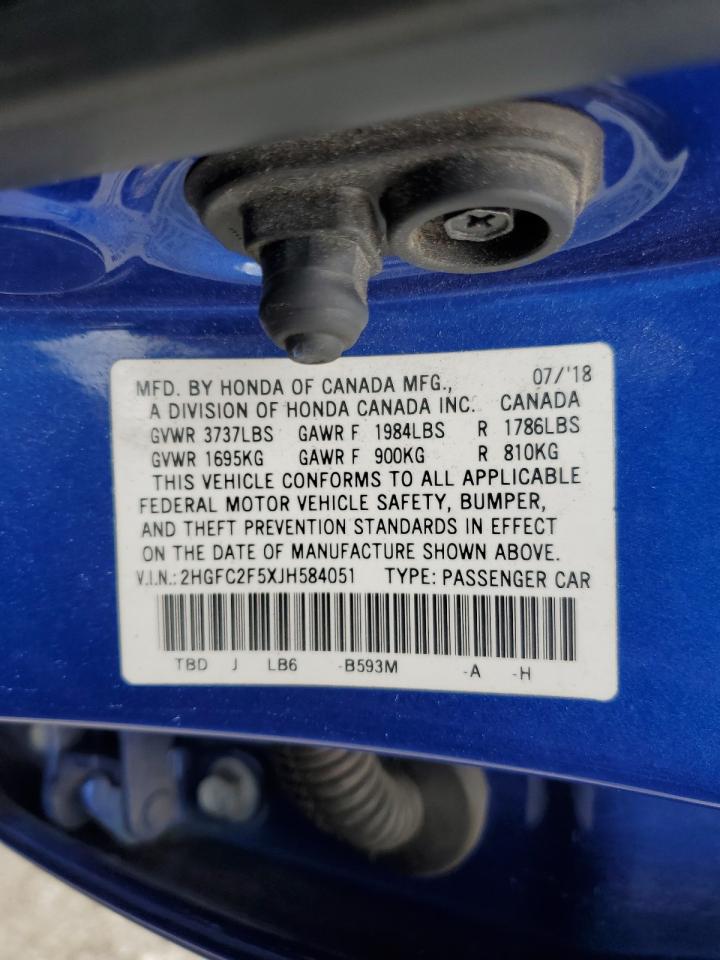 MFD. BY HONDA OF CANADA MFG., 07/'18
A DIVISION OF HONDA CANADA INC. CANADA
GVWR 3737LBS GAWR F 1984LBS R 1786LBS
GVWR 1695KG GAWR F 900KG R 810KG
THIS VEHICLE CONFORMS TO ALL APPLICABLE
FEDERAL MOTOR VEHICLE SAFETY, BUMPER,
AND THEFT PREVENTION STANDARDS IN EFFECT
ON THE DATE OF MANUFACTURE SHOWN ABOVE.
V.I.N.:2HGFC2F5XJH584051 TYPE: PASSENGER CAR
TBD J LB6 -B593M -A -H